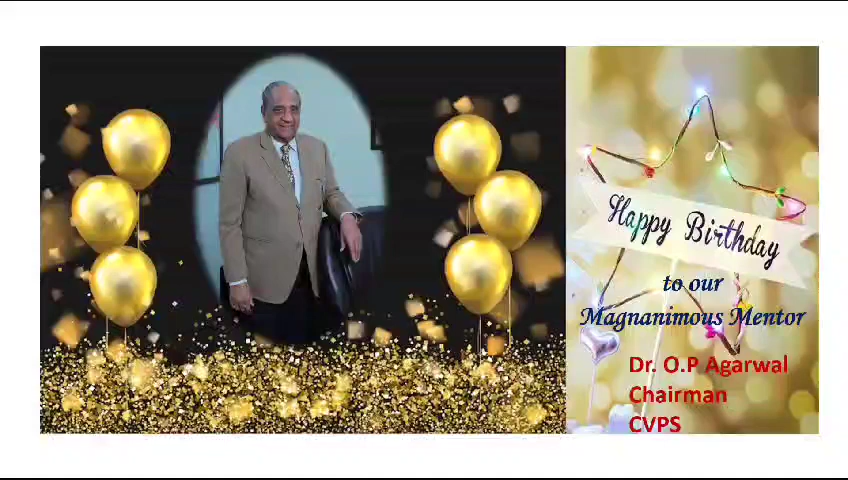 Happy Birthday
to our
Magnanimous Mentor
Dr. O.P Agarwal
Chairman
CVPS